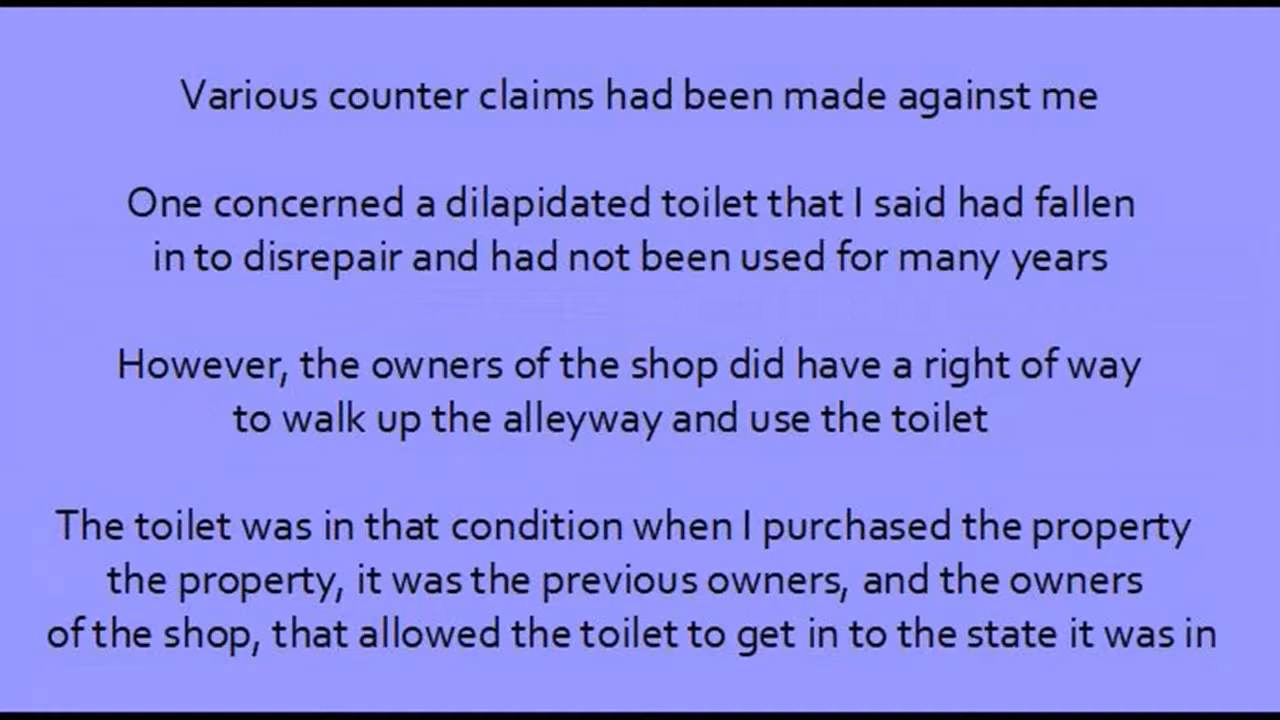 Various counter claims had been made against me
One concerned a dilapidated toilet that I said had fallen
in to disrepair and had not been used for many years
However, the owners of the shop did have a right of way
to walk up the alleyway and use the toilet
The toilet was in that condition when I purchased the property
the property, it was the previous owners, and the owners
of the shop, that allowed the toilet to get in to the state it was in